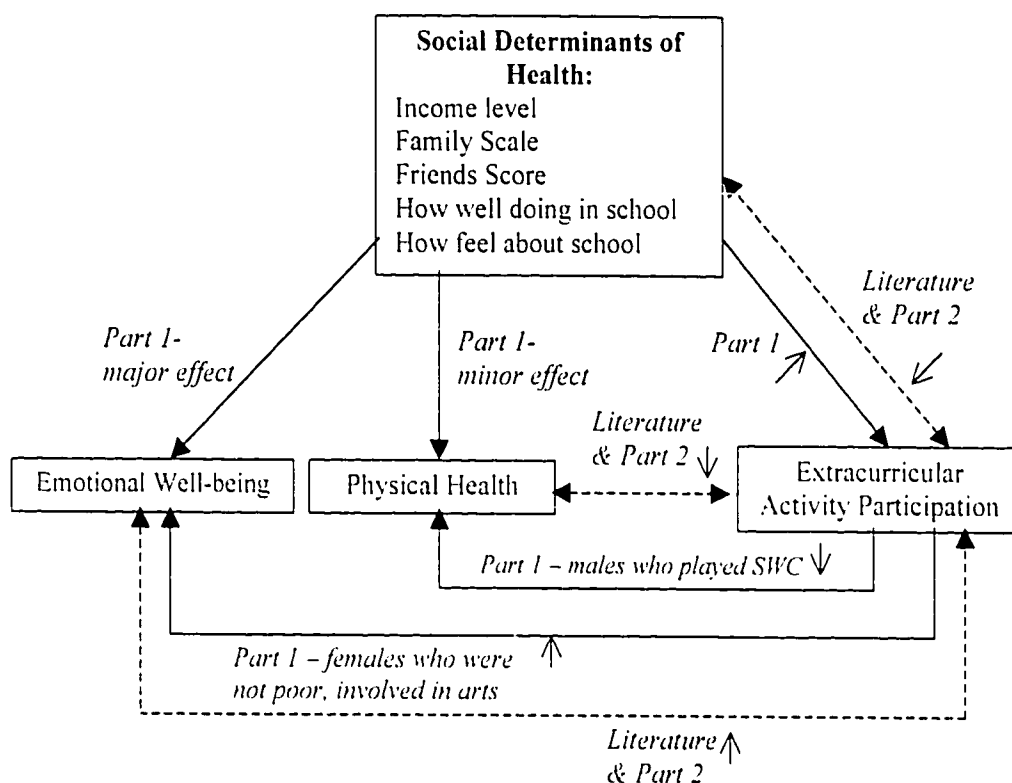 Social Determinants of
Health:
Income level
Family Scale
Friends Score
How well doing in school
How feel about school
Part 1-
major effect
Part 1-
minor effect
Part 1
Literature
& Part 2
Literature
& Part 2
Emotional Well-being
Physical Health
Extracurricular
Activity Participation
Part 1 – males who played SWC
Part 1 – females who were
not poor, involved in arts
Literature
and Part 2